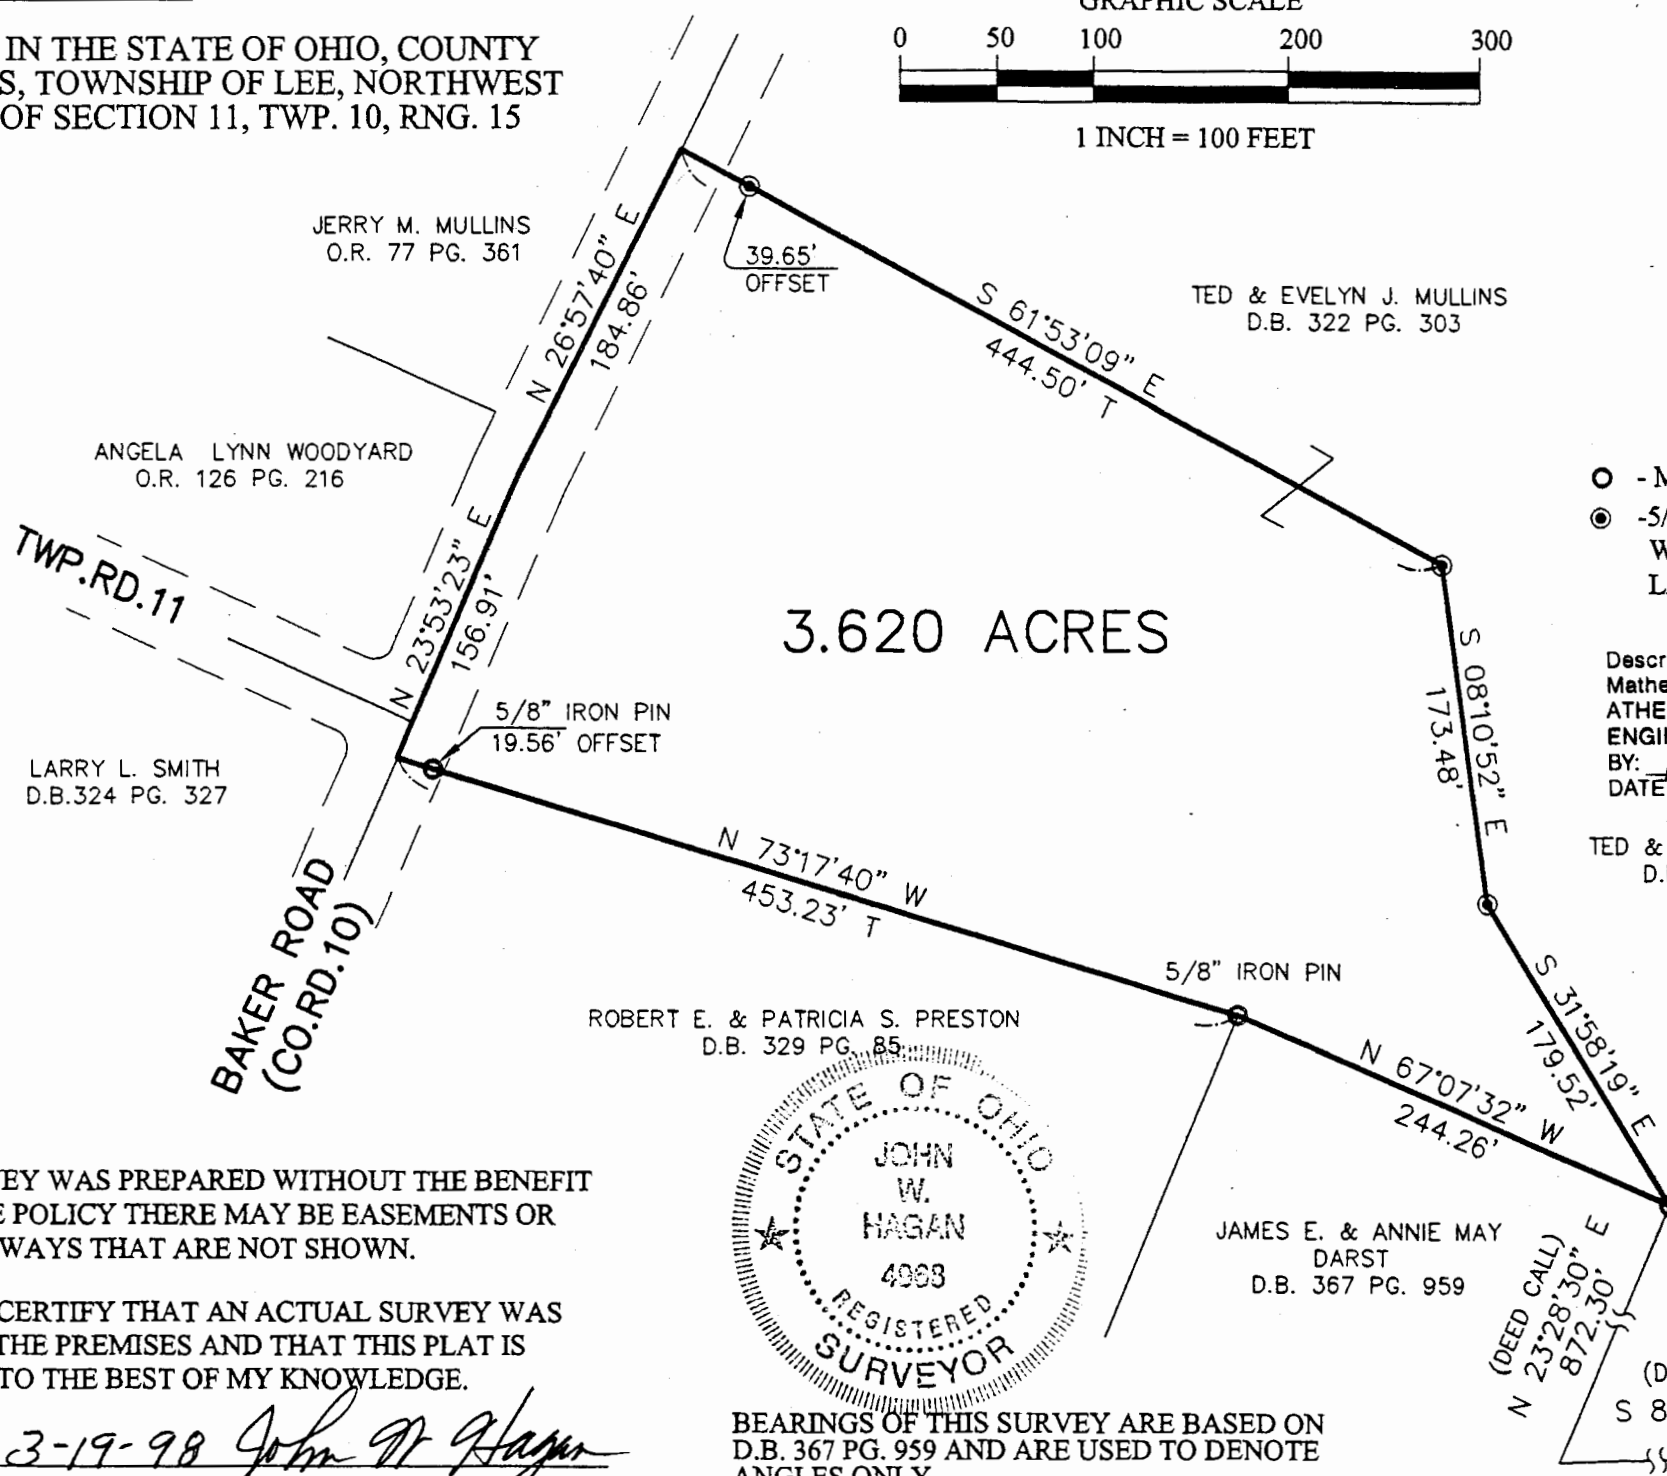 GRAPHIC SCALE
0 50 100 200 300
1 INCH = 100 FEET
IN THE STATE OF OHIO, COUNTY
S, TOWNSHIP OF LEE, NORTHWEST
OF SECTION 11, TWP. 10, RNG. 15
JERRY M. MULLINS
O.R. 77 PG. 361
N 26°57'40" E
184.86'
39.65'
OFFSET
S 61°53'09" E
444.50' T
TED & EVELYN J. MULLINS
D.B. 322 PG. 303
ANGELA LYNN WOODYARD
O.R. 126 PG. 216
TWP.RD.11
N 23°53'23" E
156.91'
3.620 ACRES
-5/
Descr
Mathe
ATHE
ENGI
BY:
DATE
S 08°10'52" E
173.48'
5/8" IRON PIN
19.56' OFFSET
LARRY L. SMITH
D.B.324 PG. 327
TED &
D.
N 73°17'40" W
453.23' T
BAKER ROAD
(CO.RD.10)
5/8" IRON PIN
S 31°58'19" E
179.52'
ROBERT E. & PATRICIA S. PRESTON
D.B. 329 PG. 85
N 67°07'32" W
244.26'
STATE OF OHIO
JOHN
W.
HAGAN
REGISTERED
SURVEYOR
JAMES E. & ANNIE MAY
DARST
D.B. 367 PG. 959
(DEED CALL)
N 23°28'30" E
872.30'
(D
S 8
EY WAS PREPARED WITHOUT THE BENEFIT
E POLICY THERE MAY BE EASEMENTS OR
WAYS THAT ARE NOT SHOWN.
CERTIFY THAT AN ACTUAL SURVEY WAS
THE PREMISES AND THAT THIS PLAT IS
TO THE BEST OF MY KNOWLEDGE.
3-19-98 John W Hagan
BEARINGS OF THIS SURVEY ARE BASED ON
D.B. 367 PG. 959 AND ARE USED TO DENOTE
ANGLES ONLY